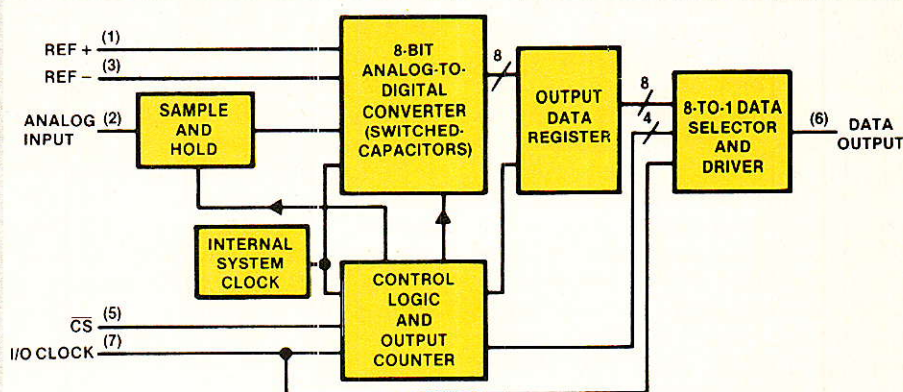 REF + (1)
REF – (3)
ANALOG
INPUT
(2)
SAMPLE
AND
HOLD
8-BIT
ANALOG-TO-
DIGITAL
CONVERTER
(SWITCHED-
CAPACITORS)
8
OUTPUT
DATA
REGISTER
8
4
8-TO-1 DATA
SELECTOR
AND
DRIVER
(6)
DATA
OUTPUT
INTERNAL
SYSTEM
CLOCK
CONTROL
LOGIC
AND
OUTPUT
COUNTER
C̅S̅ (5)
I/O CLOCK (7)